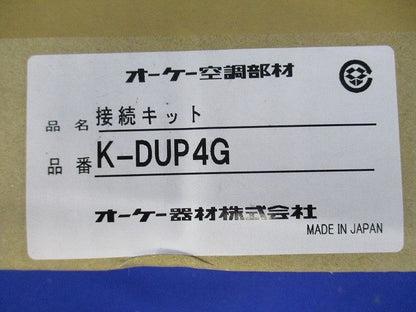 オーケー空調部材
品名 接続キット
品番 K-DUP4G
オーケー器材株式会社
MADE IN JAPAN